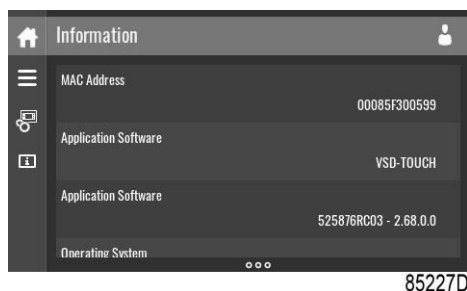 Information
MAC Address
00085F300599
Application Software
VSD-TOUCH
Application Software
525876RC03 - 2.68.0.0
Operating System
85227D